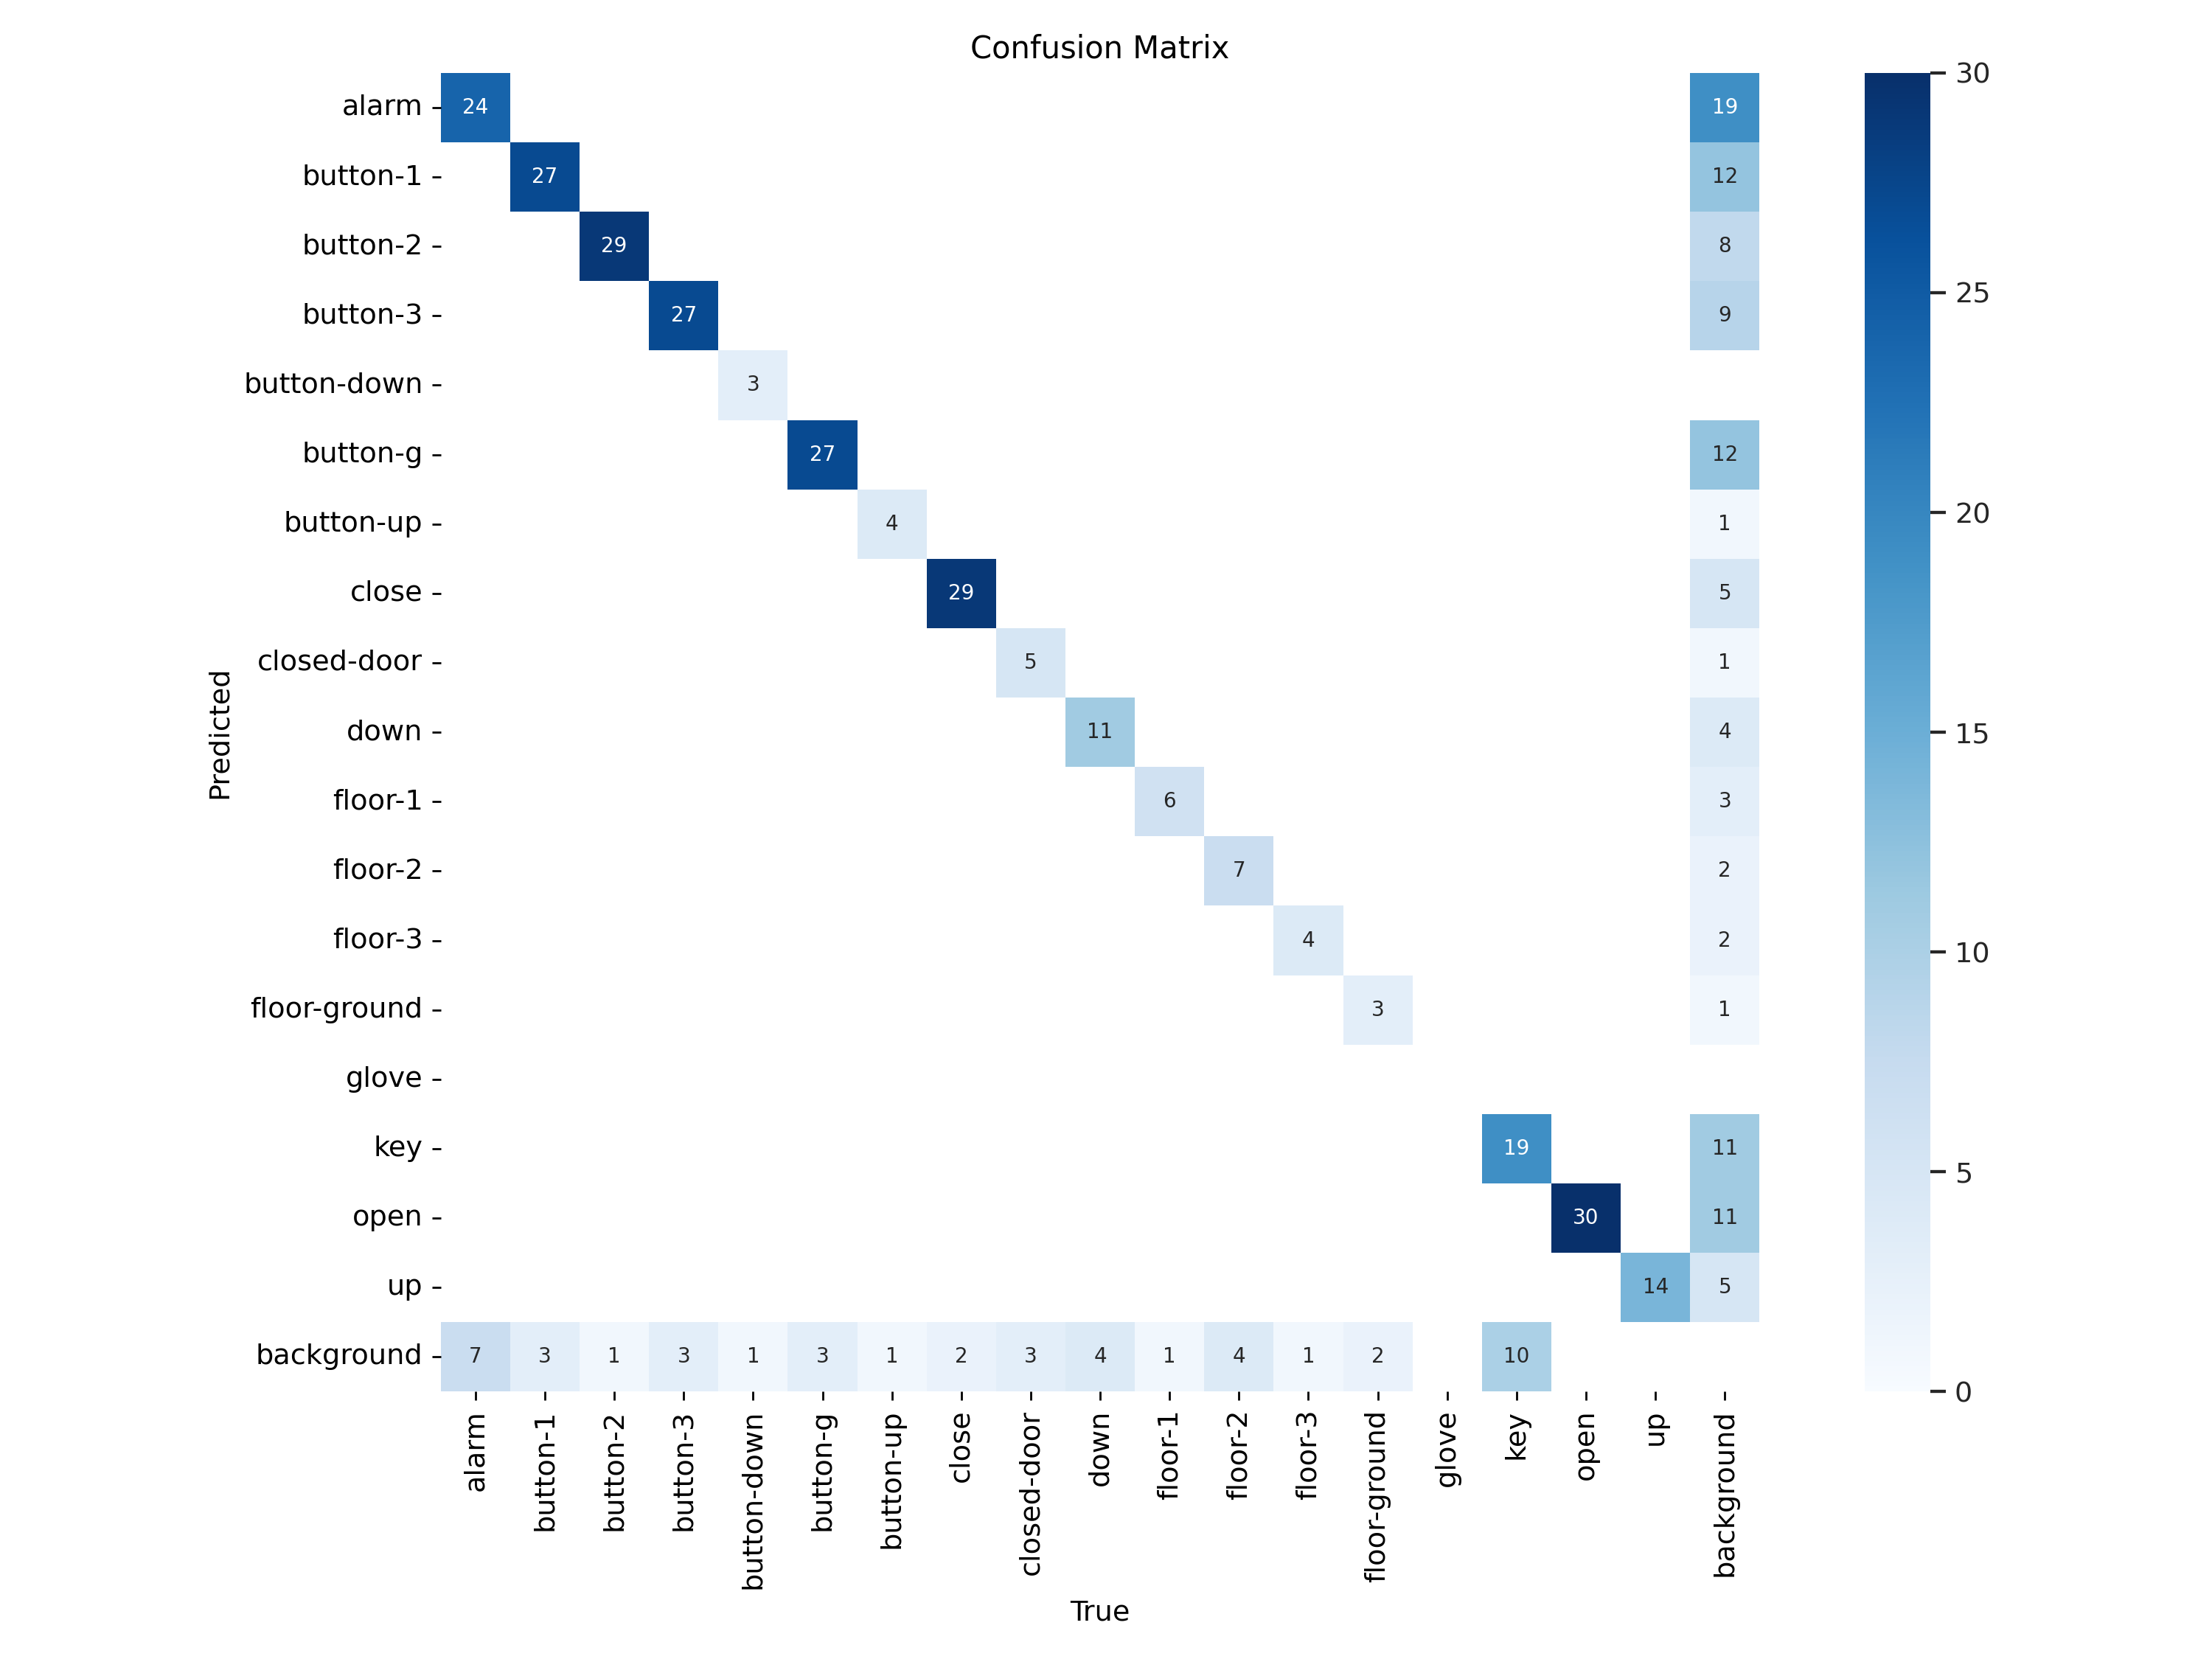 Confusion Matrix
alarm 24 19
button-1 27 12
button-2 29 8
button-3 27 9
button-down 3
button-g 27 12
button-up 4 1
close 29 5
closed-door 5 1
down 11 4
floor-1 6 3
floor-2 7 2
floor-3 4 2
floor-ground 3 1
glove
key 19 11
open 30 11
up 14 5
background 7 3 1 3 1 3 1 2 3 4 1 4 1 2 10
Predicted
alarm
button-1
button-2
button-3
button-down
button-g
button-up
close
closed-door
down
floor-1
floor-2
floor-3
floor-ground
glove
key
open
up
background
True
30
25
20
15
10
5
0